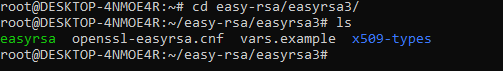 root@DESKTOP-4NMOE4R:~# cd easy-rsa/easyrsa3/
root@DESKTOP-4NMOE4R:~/easy-rsa/easyrsa3# ls
easyrsa  openssl-easyrsa.cnf  vars.example  x509-types
root@DESKTOP-4NMOE4R:~/easy-rsa/easyrsa3#